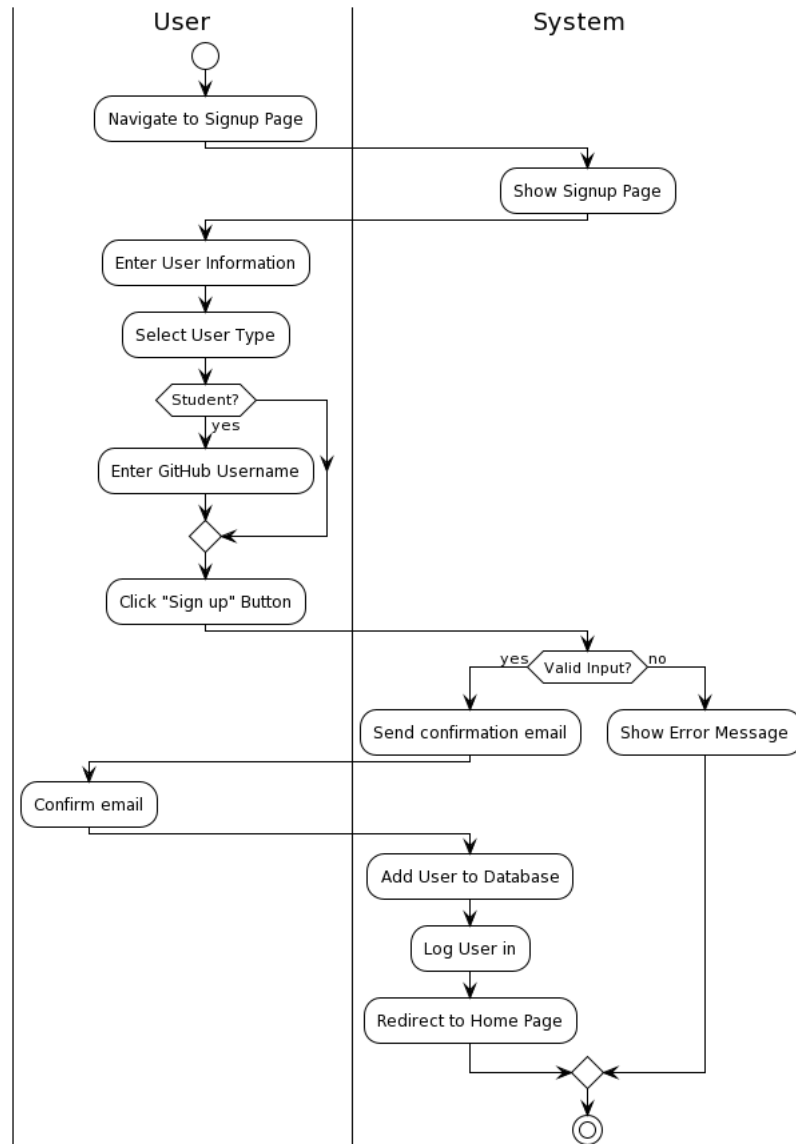 User
System
Navigate to Signup Page
Show Signup Page
Enter User Information
Select User Type
Student?
yes
Enter GitHub Username
Click "Sign up" Button
yes
Valid Input?
no
Send confirmation email
Show Error Message
Confirm email
Add User to Database
Log User in
Redirect to Home Page